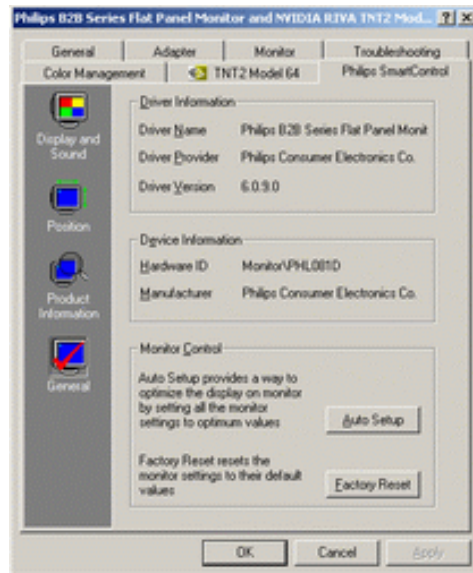 Philips B2B Series Flat Panel Monitor and NVIDIA RIVA TNT2 Mod...
General Adapter Monitor Troubleshooting
Color Management TNT2 Model 64 Philips SmartControl
Display and
Sound
Position
Product
Information
General
Driver Information
Driver Name Philips B2B Series Flat Panel Monit
Driver Provider Philips Consumer Electronics Co.
Driver Version 6.0.9.0
Device Information
Hardware ID Monitor\PHL081D
Manufacturer Philips Consumer Electronics Co.
Monitor Control
Auto Setup provides a way to
optimize the display on monitor
by setting all the monitor
settings to optimum values
Auto Setup
Factory Reset resets the
monitor settings to their default
values
Factory Reset
OK Cancel Apply